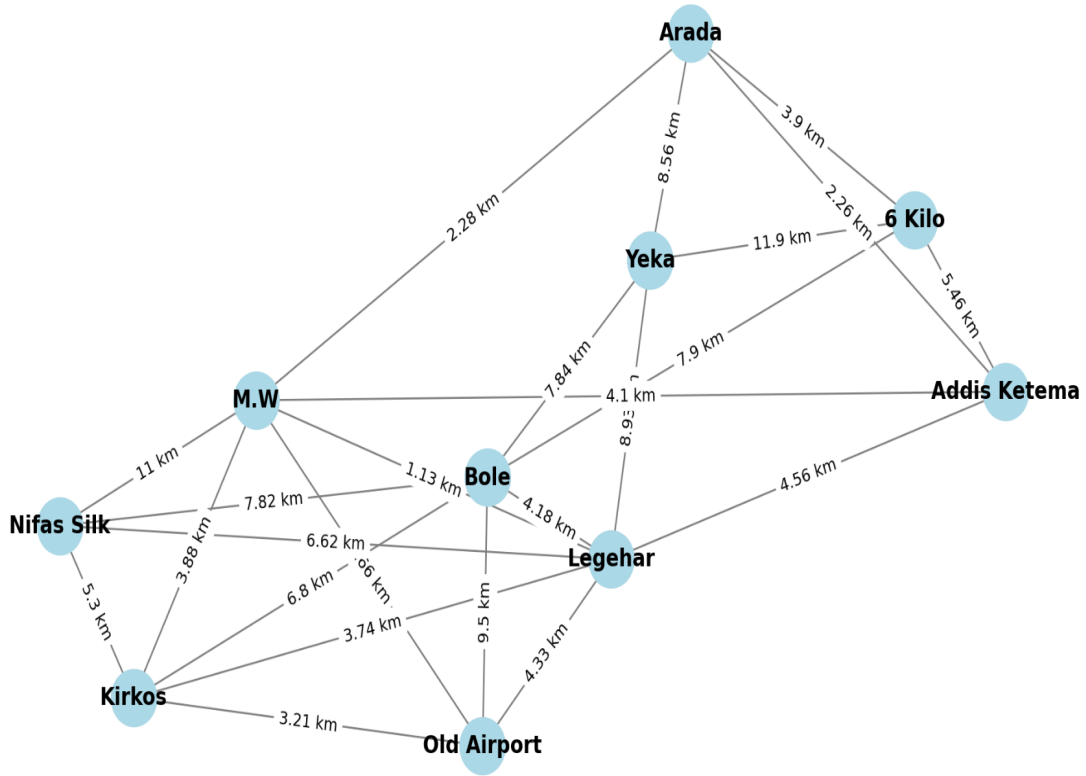 Arada
3.9 km
8.56 km
2.26 km
2.28 km
6 Kilo
11.9 km
Yeka
5.46 km
7.9 km
7.84 km
Addis Ketema
4.1 km
M.W
8.93
11 km
1.13 km
Bole
4.56 km
7.82 km
4.18 km
Nifas Silk
6.62 km
Legehar
3.88 km
6.8 km
5.3 km
9.5 km
3.74 km
4.33 km
Kirkos
3.21 km
Old Airport